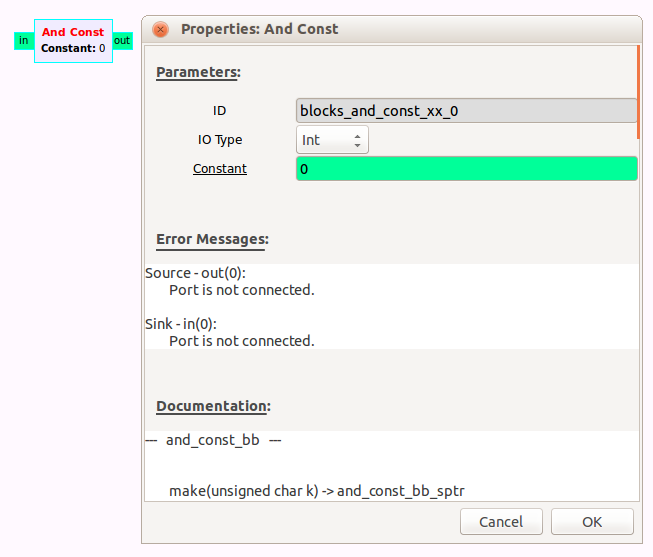 in
And Const
Constant: 0
out
Properties: And Const
Parameters:
ID
blocks_and_const_xx_0
IO Type
Int
Constant
0
Error Messages:
Source - out(0):
Port is not connected.
Sink - in(0):
Port is not connected.
Documentation:
--- and_const_bb ---
make(unsigned char k) -> and_const_bb_sptr
Cancel
OK